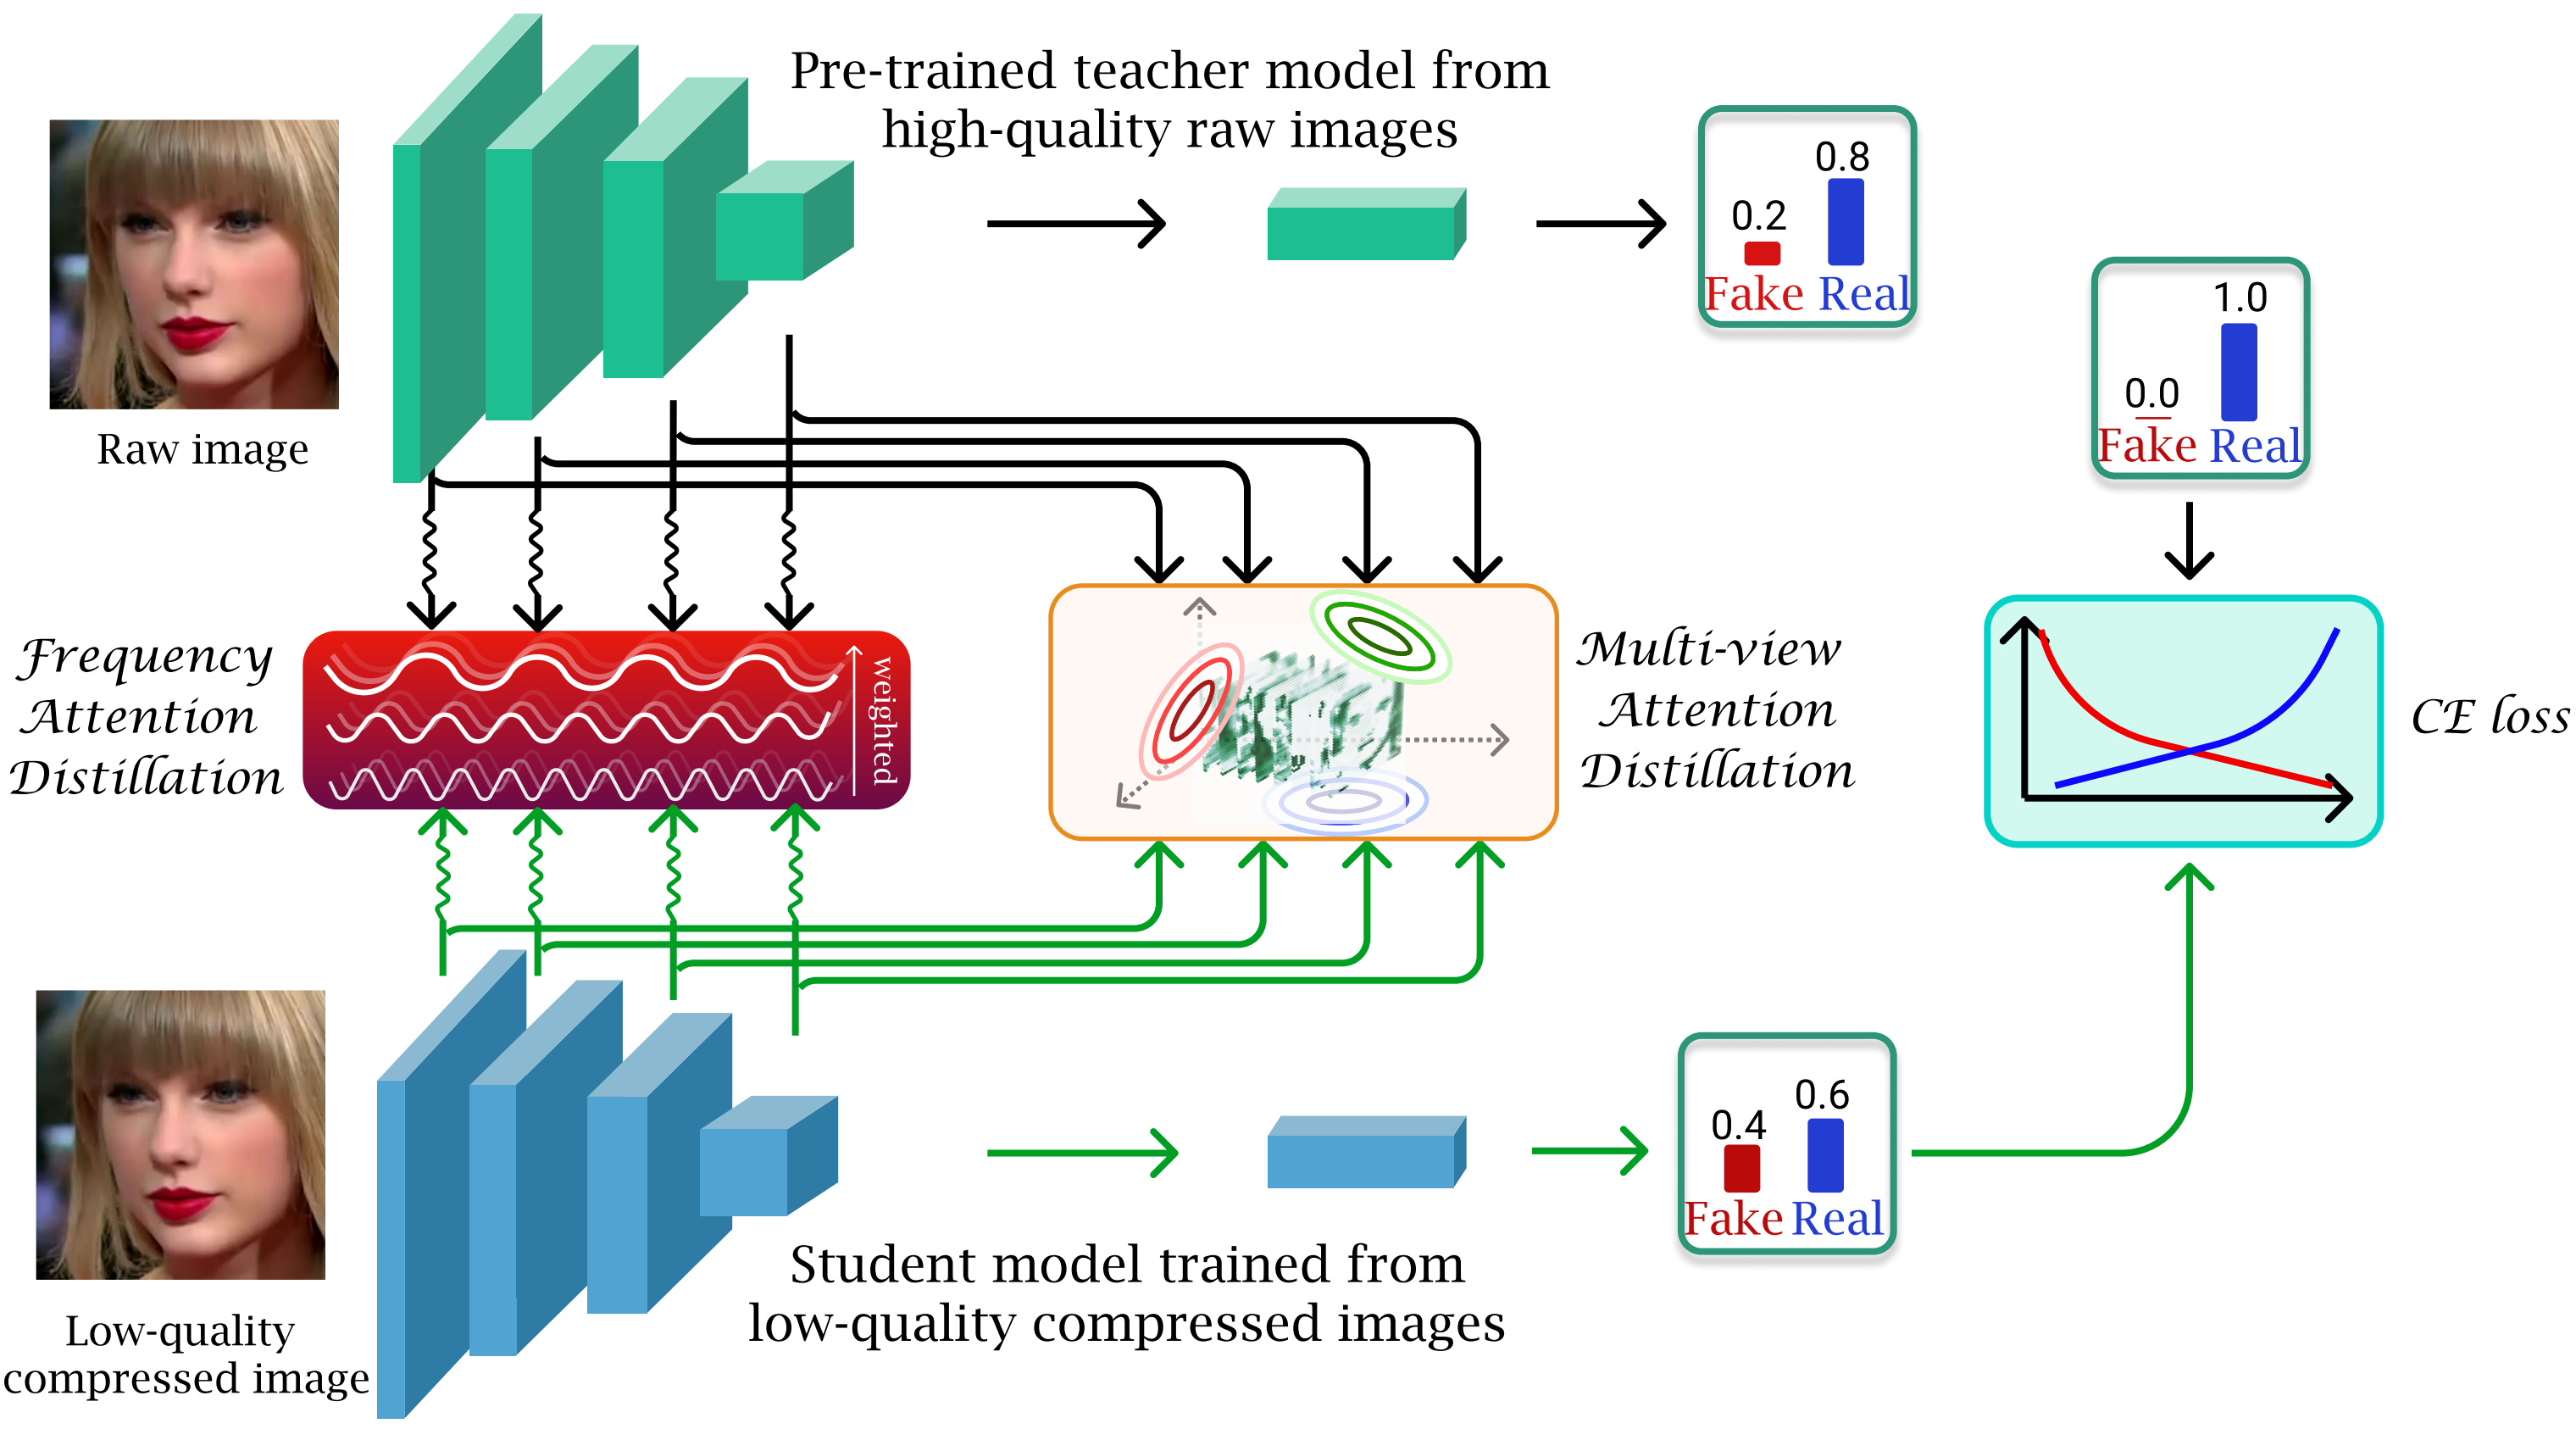 Pre-trained teacher model from
high-quality raw images
Raw image
0.2
0.8
Fake Real
0.0
1.0
Fake Real
Frequency
Attention
Distillation
weighted
Multi-view
Attention
Distillation
CE loss
Low-quality
compressed image
Student model trained from
low-quality compressed images
0.4
0.6
Fake Real